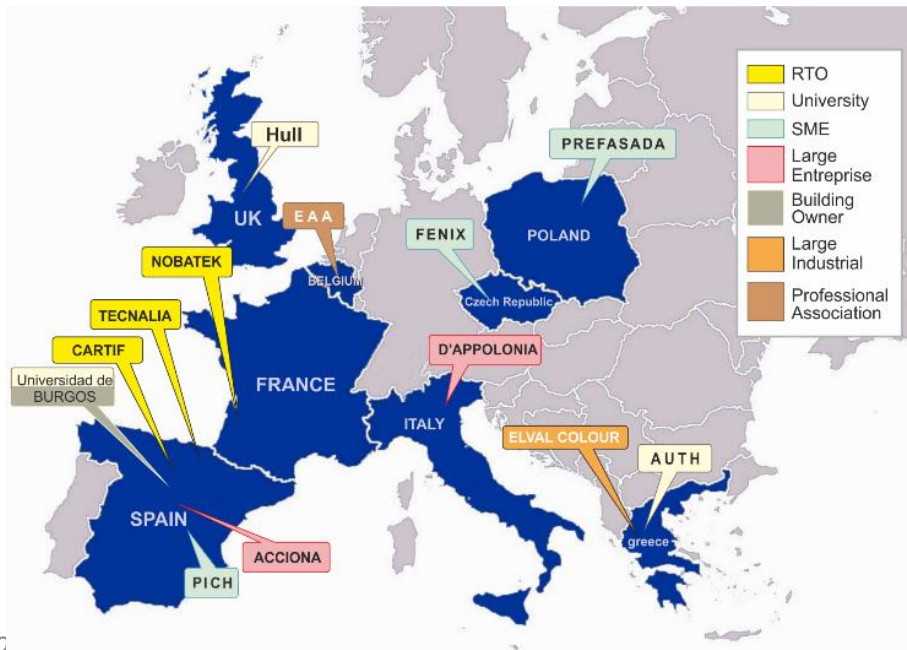 RTO
University
SME
Large
Entreprise
Building
Owner
Large
Industrial
Professional
Association
Hull
PREFASADA
UK
EAA
FENIX
POLAND
NOBATEK
BELGIUM
Czech Republic
TECNALIA
CARTIF
D'APPOLONIA
Universidad de
BURGOS
FRANCE
ITALY
ELVAL COLOUR
AUTH
SPAIN
ACCIONA
greece
PICH